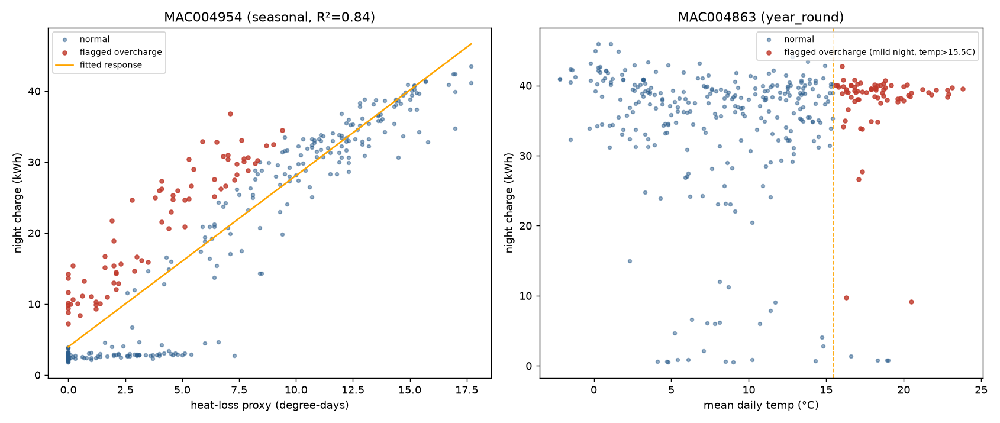 MAC004954 (seasonal, R²=0.84)
normal
flagged overcharge
fitted response
night charge (kWh)
0
10
20
30
40
0.0 2.5 5.0 7.5 10.0 12.5 15.0 17.5
heat-loss proxy (degree-days)
MAC004863 (year_round)
normal
flagged overcharge (mild night, temp>15.5C)
night charge (kWh)
0
10
20
30
40
0 5 10 15 20 25
mean daily temp (°C)